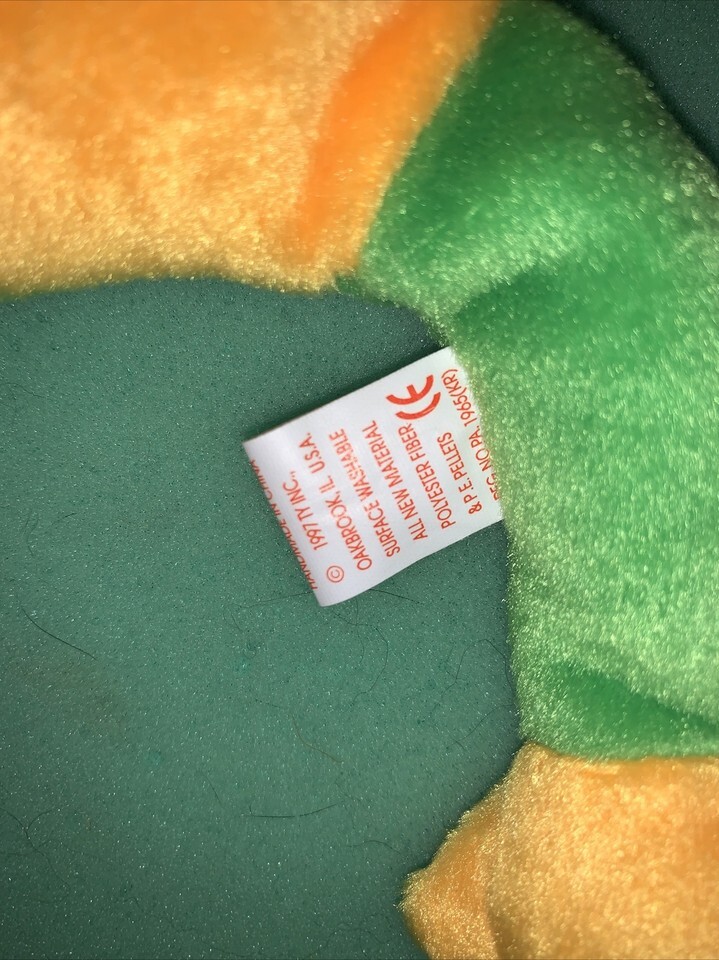 HANDMADE IN CHINA
© 1997 TY INC.,
OAKBROOK, IL. U.S.A
SURFACE WASHABLE
ALL NEW MATERIAL
POLYESTER FIBER CE
& P.E. PELLETS
REG. NO PA. 1965(KR)